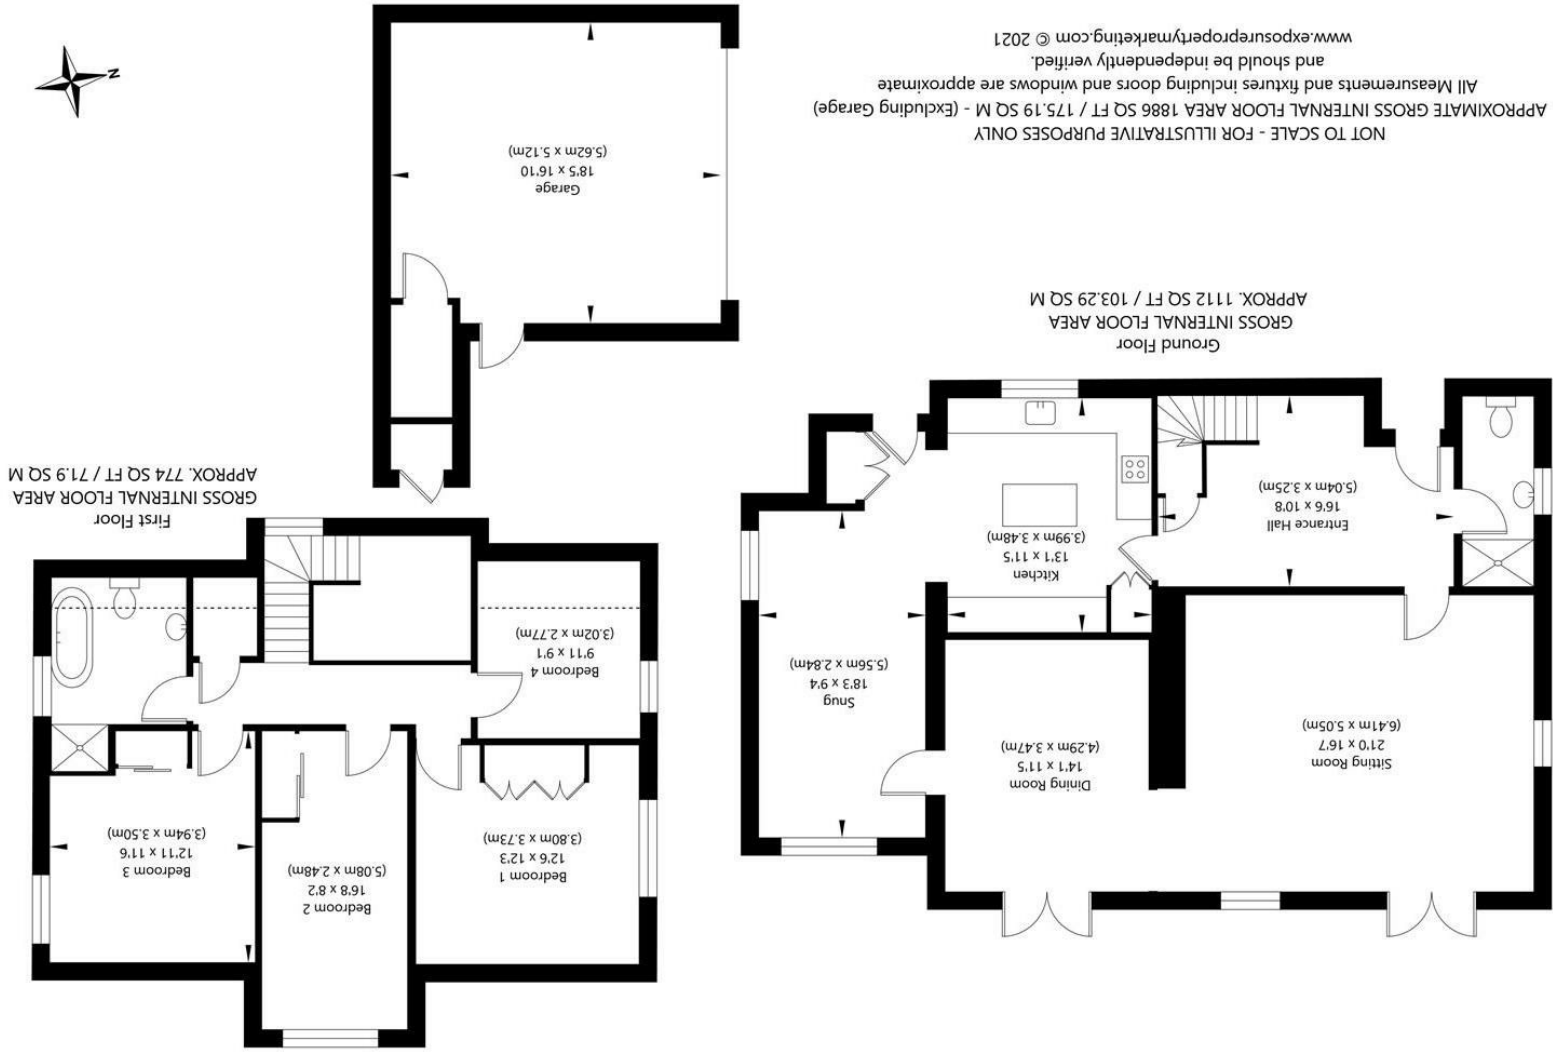 Sitting Room
21'0 x 16'7
(6.41m x 5.05m)
Dining Room
14'1 x 11'5
(4.29m x 3.47m)
Snug
18'3 x 9'4
(5.56m x 2.84m)
Entrance Hall
16'6 x 10'8
(5.04m x 3.25m)
Kitchen
13'1 x 11'5
(3.99m x 3.48m)
Ground Floor
GROSS INTERNAL FLOOR AREA
APPROX. 1112 SQ FT / 103.29 SQ M
Bedroom 1
12'6 x 12'3
(3.80m x 3.73m)
Bedroom 2
16'8 x 8'2
(5.08m x 2.48m)
Bedroom 3
12'11 x 11'6
(3.94m x 3.50m)
Bedroom 4
9'11 x 9'1
(3.02m x 2.77m)
First Floor
GROSS INTERNAL FLOOR AREA
APPROX. 774 SQ FT / 71.9 SQ M
Garage
18'5 x 16'10
(5.62m x 5.12m)
NOT TO SCALE - FOR ILLUSTRATIVE PURPOSES ONLY
APPROXIMATE GROSS INTERNAL FLOOR AREA 1886 SQ FT / 175.19 SQ M - (Excluding Garage)
All Measurements and fixtures including doors and windows are approximate
and should be independently verified.
www.exposurepropertymarketing.com © 2021
N